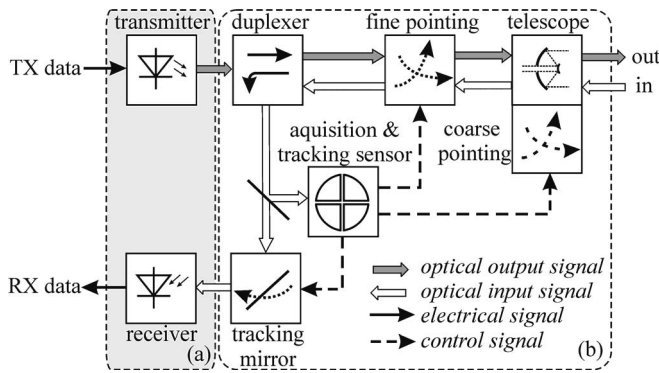 transmitter
duplexer
fine pointing
telescope
TX data
out
in
aquisition &
tracking sensor
coarse
pointing
RX data
optical output signal
optical input signal
electrical signal
control signal
receiver
(a)
tracking
mirror
(b)